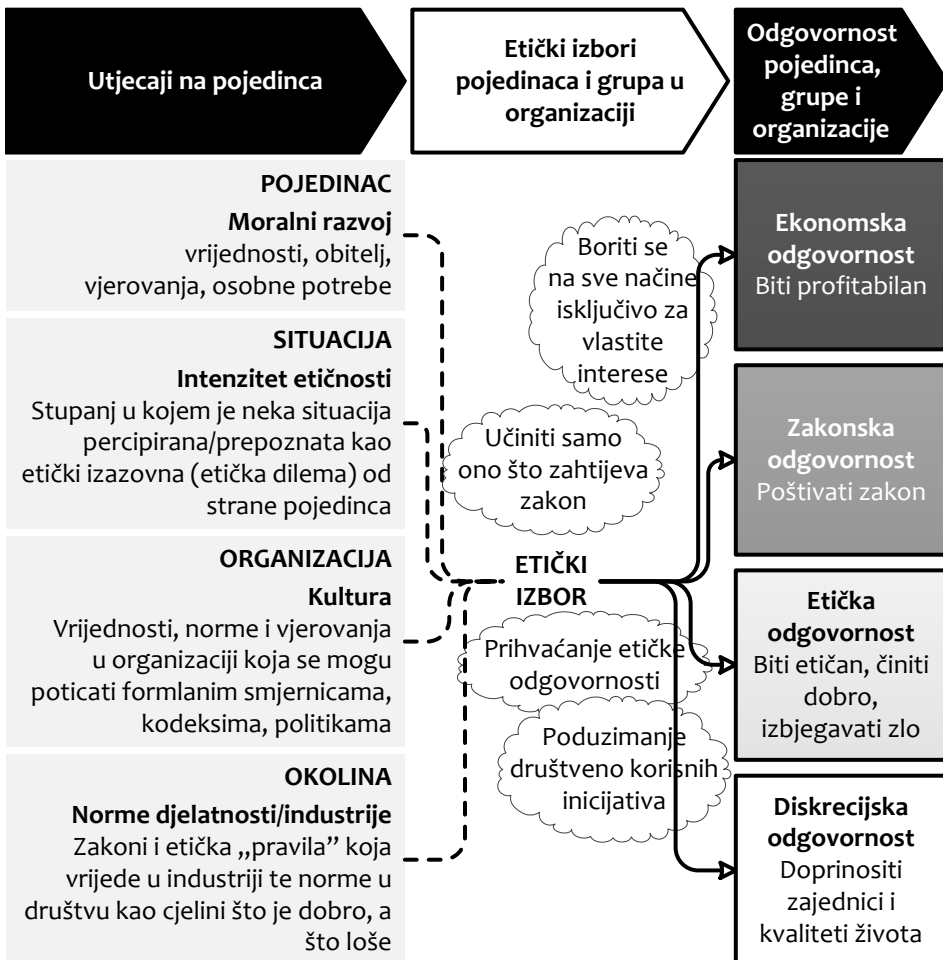 Utjecaji na pojedinca
Etički izbori
pojedinaca i grupa u
organizaciji
Odgovornost
pojedinca,
grupe i
organizacije
POJEDINAC
Moralni razvoj
vrijednosti, obitelj,
vjerovanja, osobne potrebe
SITUACIJA
Intenzitet etičnosti
Stupanj u kojem je neka situacija
percipirana/prepoznata kao
etički izazovna (etička dilema) od
strane pojedinca
ORGANIZACIJA
Kultura
Vrijednosti, norme i vjerovanja
u organizaciji koja se mogu
poticati formlanim smjernicama,
kodeksima, politikama
OKOLINA
Norme djelatnosti/industrije
Zakoni i etička „pravila” koja
vrijede u industriji te norme u
društvu kao cjelini što je dobro, a
što loše
Boriti se
na sve načine
isključivo za
vlastite
interese
Učiniti samo
ono što zahtijeva
zakon
ETIČKI
IZBOR
Prihvaćanje etičke
odgovornosti
Poduzimanje
društveno korisnih
inicijativa
Ekonomska
odgovornost
Biti profitabilan
Zakonska
odgovornost
Poštivati zakon
Etička
odgovornost
Biti etičan, činiti
dobro,
izbjegavati zlo
Diskrecijska
odgovornost
Doprinositi
zajednici i
kvaliteti života